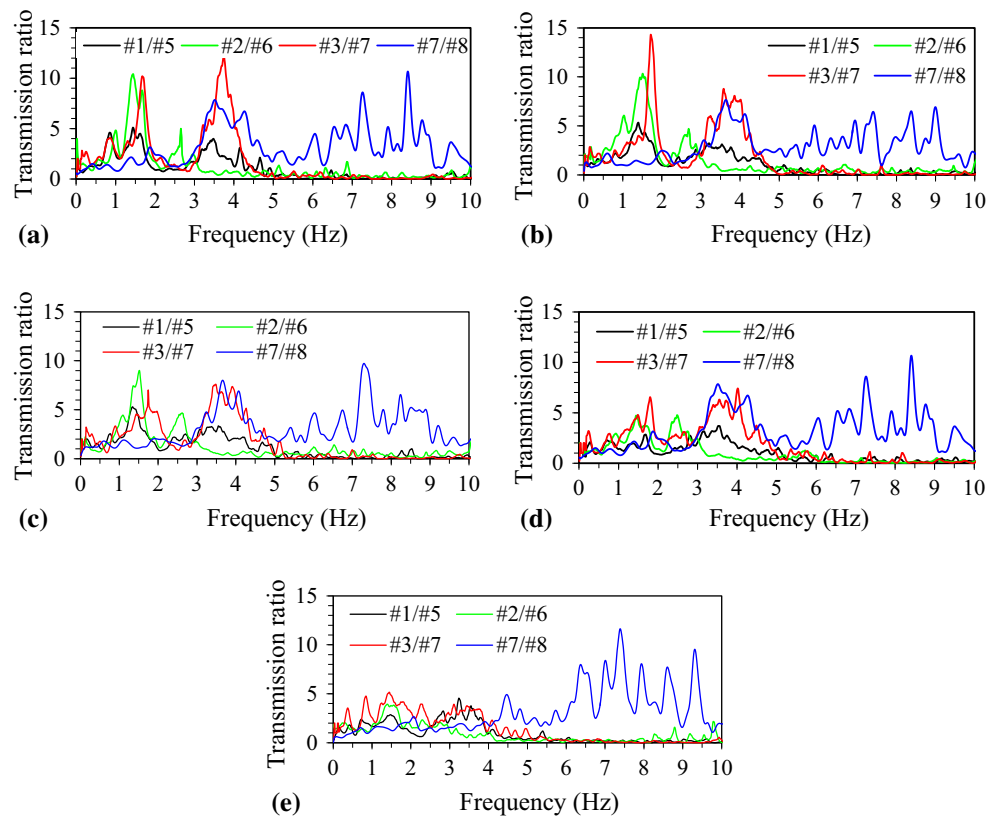 Transmission ratio
15
10
5
0
#1/#5 #2/#6 #3/#7 #7/#8
0 1 2 3 4 5 6 7 8 9 10
(a) Frequency (Hz)
Transmission ratio
15
10
5
0
#1/#5 #2/#6
#3/#7 #7/#8
0 1 2 3 4 5 6 7 8 9 10
(b) Frequency (Hz)
Transmission ratio
15
10
5
0
#1/#5 #2/#6
#3/#7 #7/#8
0 1 2 3 4 5 6 7 8 9 10
(c) Frequency (Hz)
Transmission ratio
15
10
5
0
#1/#5 #2/#6
#3/#7 #7/#8
0 1 2 3 4 5 6 7 8 9 10
(d) Frequency (Hz)
Transmission ratio
15
10
5
0
#1/#5 #2/#6
#3/#7 #7/#8
0 1 2 3 4 5 6 7 8 9 10
(e) Frequency (Hz)